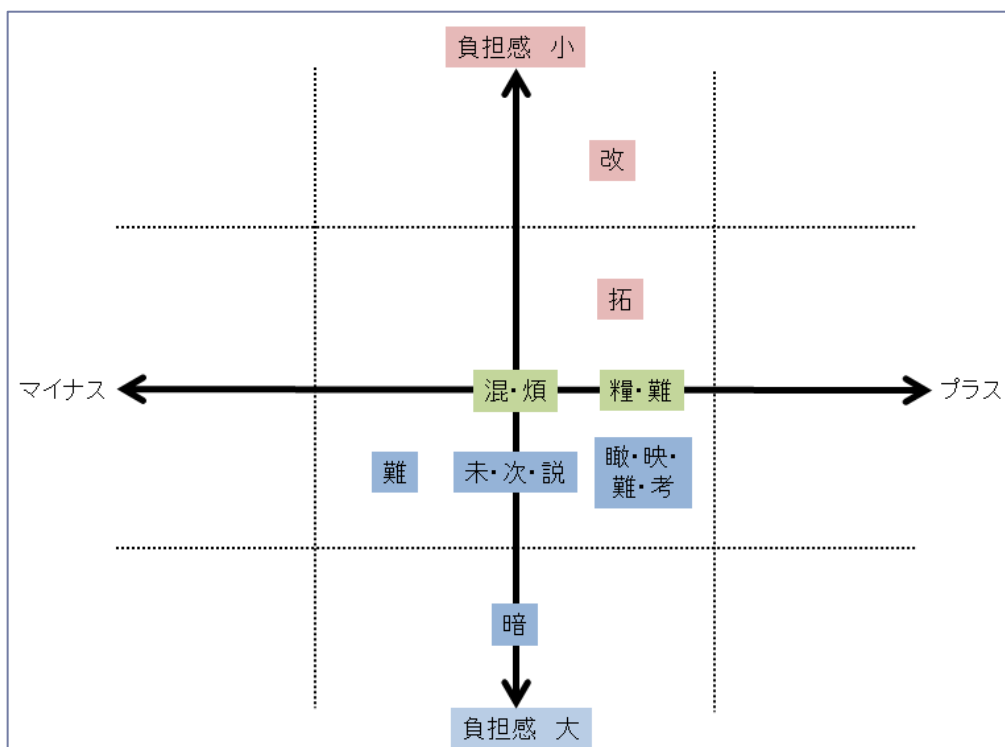 負担感 小
改
拓
マイナス
混・煩
糧・難
プラス
難
未・次・説
瞰・映・
難・考
暗
負担感 大